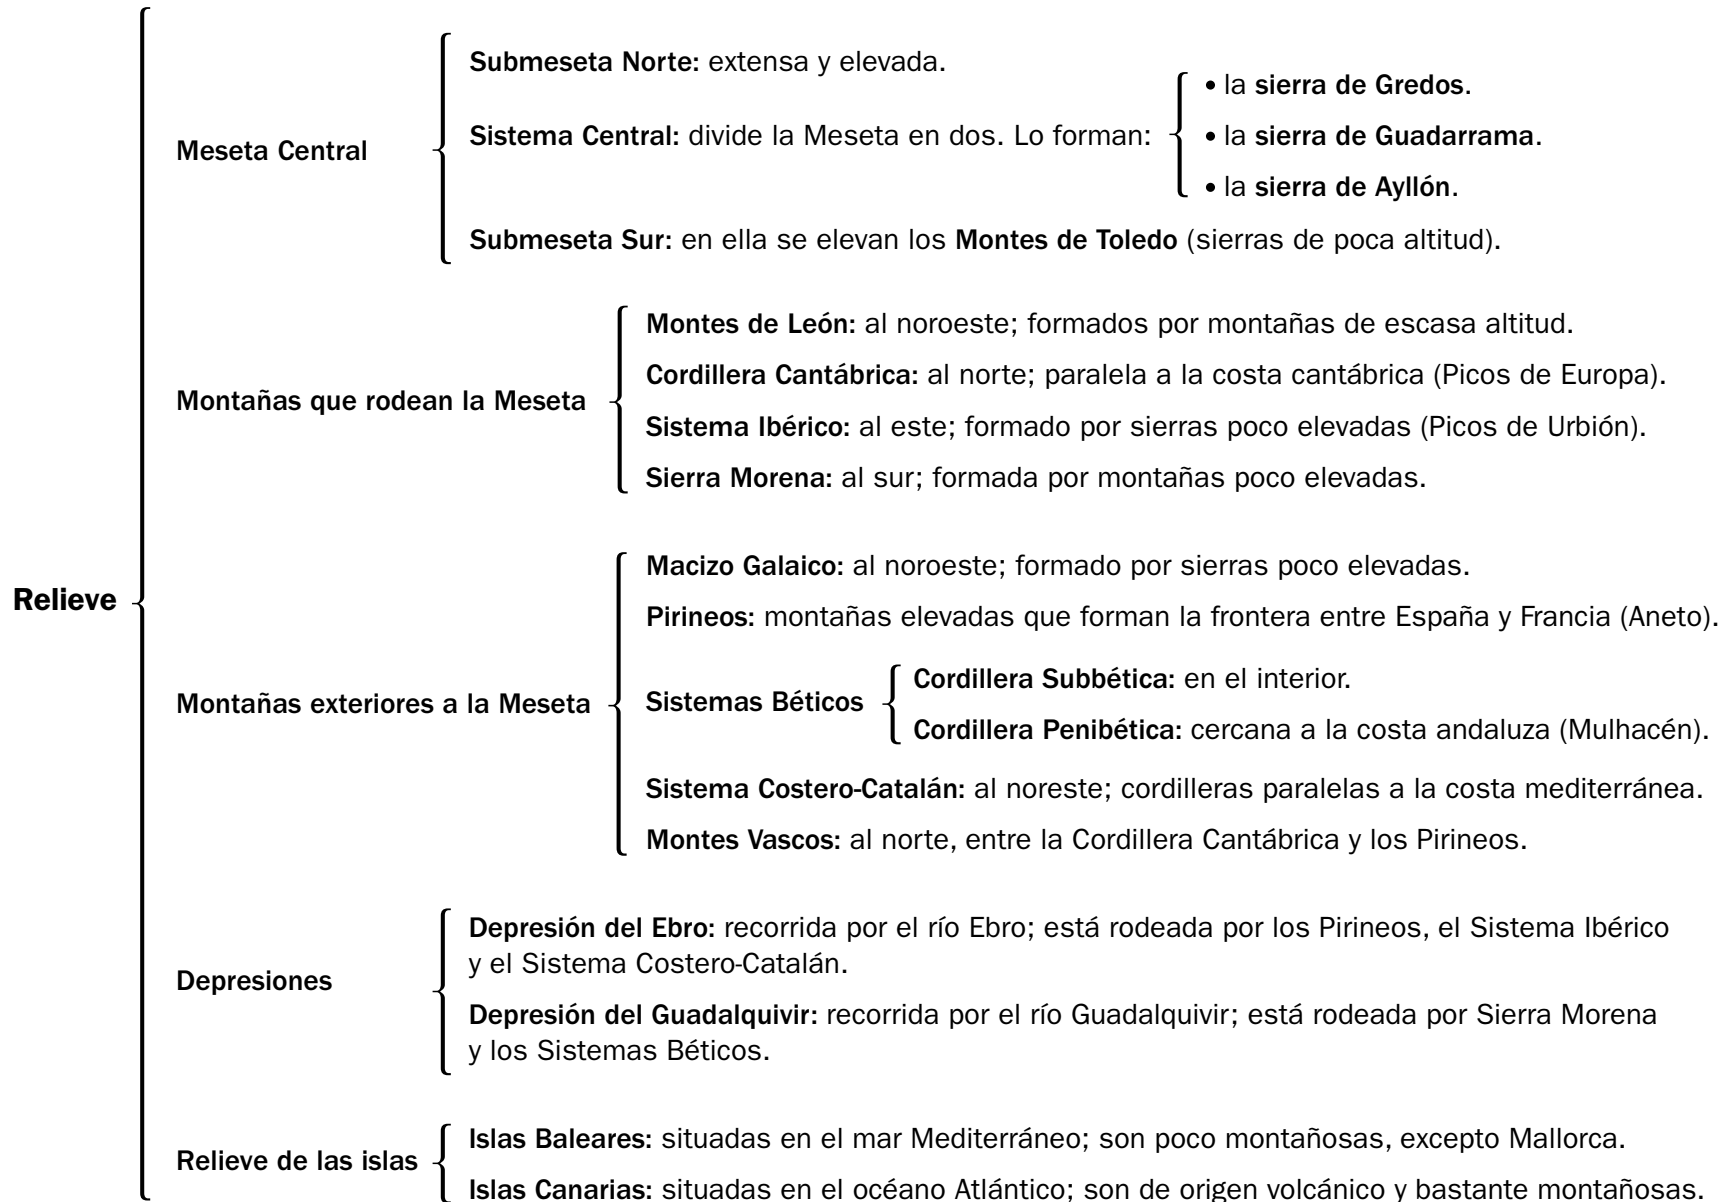 Relieve
Meseta Central
Submeseta Norte: extensa y elevada.
Sistema Central: divide la Meseta en dos. Lo forman:
• la sierra de Gredos.
• la sierra de Guadarrama.
• la sierra de Ayllón.
Submeseta Sur: en ella se elevan los Montes de Toledo (sierras de poca altitud).
Montañas que rodean la Meseta
Montes de León: al noroeste; formados por montañas de escasa altitud.
Cordillera Cantábrica: al norte; paralela a la costa cantábrica (Picos de Europa).
Sistema Ibérico: al este; formado por sierras poco elevadas (Picos de Urbión).
Sierra Morena: al sur; formada por montañas poco elevadas.
Montañas exteriores a la Meseta
Macizo Galaico: al noroeste; formado por sierras poco elevadas.
Pirineos: montañas elevadas que forman la frontera entre España y Francia (Aneto).
Sistemas Béticos
Cordillera Subbética: en el interior.
Cordillera Penibética: cercana a la costa andaluza (Mulhacén).
Sistema Costero-Catalán: al noreste; cordilleras paralelas a la costa mediterránea.
Montes Vascos: al norte, entre la Cordillera Cantábrica y los Pirineos.
Depresiones
Depresión del Ebro: recorrida por el río Ebro; está rodeada por los Pirineos, el Sistema Ibérico
y el Sistema Costero-Catalán.
Depresión del Guadalquivir: recorrida por el río Guadalquivir; está rodeada por Sierra Morena
y los Sistemas Béticos.
Relieve de las islas
Islas Baleares: situadas en el mar Mediterráneo; son poco montañosas, excepto Mallorca.
Islas Canarias: situadas en el océano Atlántico; son de origen volcánico y bastante montañosas.